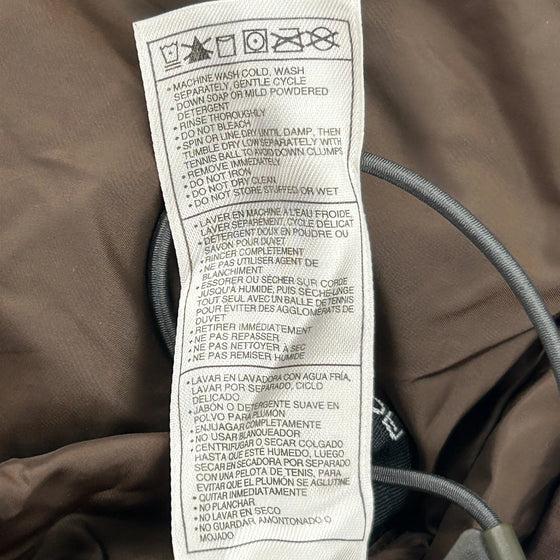 • MACHINE WASH COLD, WASH
SEPARATELY, GENTLE CYCLE
• DOWN SOAP OR MILD POWDERED
DETERGENT
• RINSE THOROUGHLY
• DO NOT BLEACH
• SPIN OR LINE DRY UNTIL DAMP, THEN
TUMBLE DRY LOW SEPARATELY WITH
TENNIS BALL TO AVOID DOWN CLUMPS
• REMOVE IMMEDIATELY
• DO NOT IRON
• DO NOT DRY CLEAN
• DO NOT STORE STUFFED OR WET
• LAVER EN MACHINE À L'EAU FROIDE,
LAVER SÉPARÉMENT, CYCLE DÉLICAT
• DÉTERGENT DOUX EN POUDRE OU
SAVON POUR DUVET
• RINCER COMPLÈTEMENT
• NE PAS UTILISER AGENT DE
BLANCHIMENT
• ESSORER OU SÉCHER SUR CORDE
JUSQU'À HUMIDE, PUIS SÈCHE-LINGE
TOUT SEUL AVEC UN BALLE DE TENNIS
POUR ÉVITER DES AGGLOMÉRATS DE
DUVET
• RETIRER IMMÉDIATEMENT
• NE PAS REPASSER
• NE PAS NETTOYER À SEC
• NE PAS REMISER HUMIDE
• LAVAR EN LAVADORA CON AGUA FRÍA,
LAVAR POR SEPARADO, CICLO
DELICADO
• JABÓN O DETERGENTE SUAVE EN
POLVO PARA PLUMÓN
• ENJUAGAR COMPLETAMENTE
• NO USAR BLANQUEADOR
• CENTRIFUGAR O SECAR COLGADO
HASTA QUE ESTÉ HUMEDO, LUEGO
SECAR EN SECADORA POR SEPARADO
CON UNA PELOTA DE TENIS, PARA
EVITAR QUE EL PLUMÓN SE AGLUTINE
• QUITAR INMEDIATAMENTE
• NO PLANCHAR
• NO LAVAR EN SECO
• NO GUARDAR AMONTONADO O
MOJADO